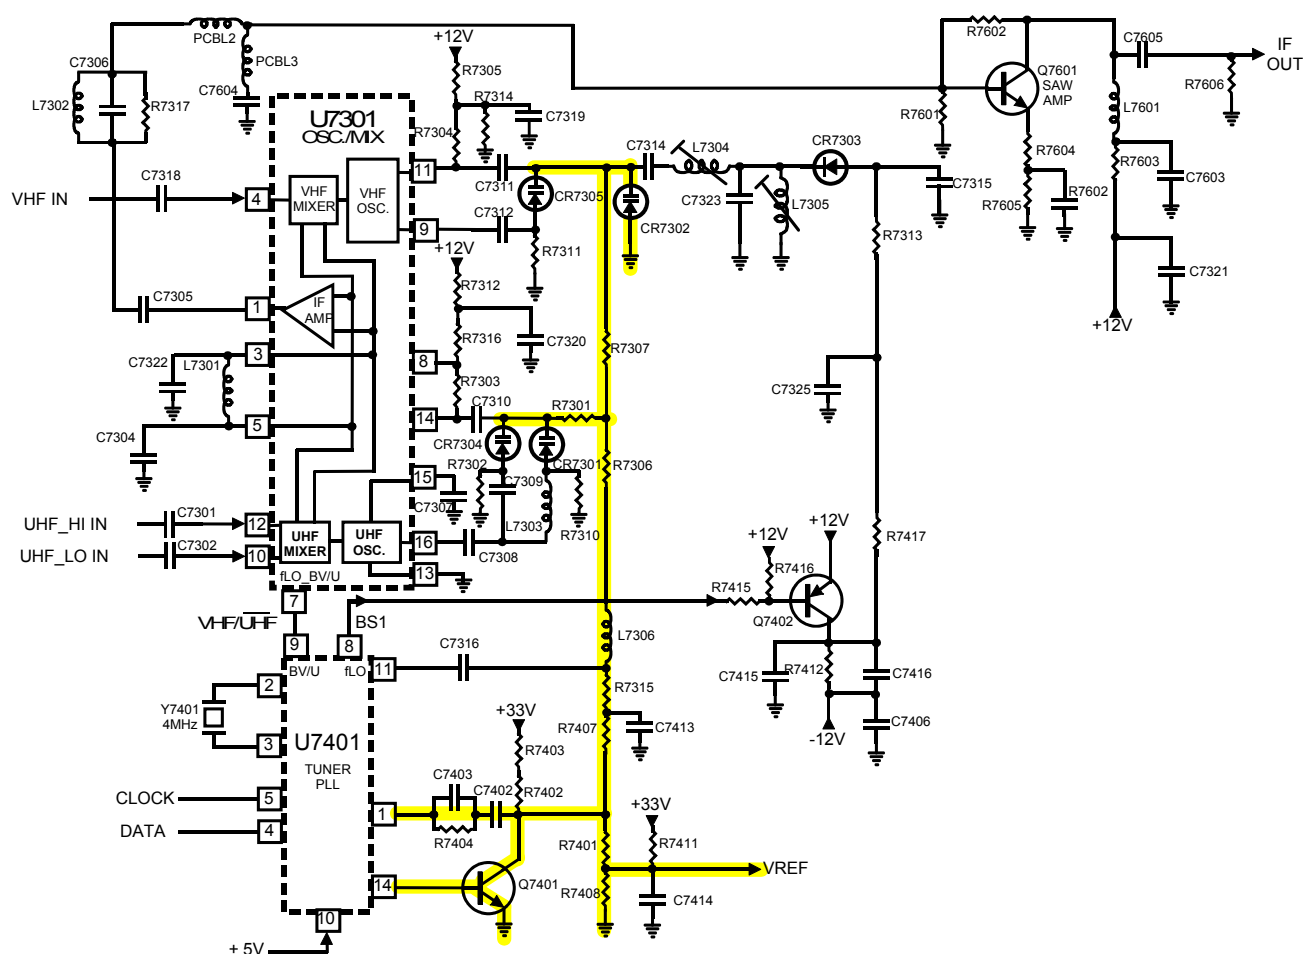 PCBL2
R7602
C7605
IF
OUT
+12V
C7306
PCBL3
R7305
Q7601
SAW
AMP
R7606
L7302
R7317
C7604
R7314
U7301
OSC./MIX
R7304
C7319
R7601
L7601
C7314
L7304
CR7303
R7604
R7603
C7318
11
C7311
CR7305
C7315
R7602
C7603
VHF IN
4
VHF
MIXER
VHF
OSC.
C7312
C7323
L7305
R7605
9
CR7302
R7313
+12V
R7311
C7321
R7312
C7305
1
IF
AMP
+12V
R7316
C7320
R7307
L7301
3
C7322
8
R7303
C7325
C7310
R7301
5
14
C7304
CR7304
CR7301
R7306
R7302
C7309
15
C7307
UHF_HI IN
C7301
12
L7303
R7310
+12V
R7417
UHF_LO IN
C7302
10
UHF
MIXER
UHF
OSC.
16
C7308
+12V
R7416
fLO_BV/U
13
R7415
7
Q7402
VHF/UHF
BS1
L7306
9
8
C7316
R7412
BV/U
fLO
11
C7415
C7416
2
R7315
Y7401
4MHz
+33V
C7413
-12V
C7406
3
U7401
R7407
R7403
TUNER
PLL
C7403
C7402
R7402
CLOCK
5
1
+33V
DATA
4
R7404
R7401
R7411
VREF
14
Q7401
R7408
C7414
10
+ 5V